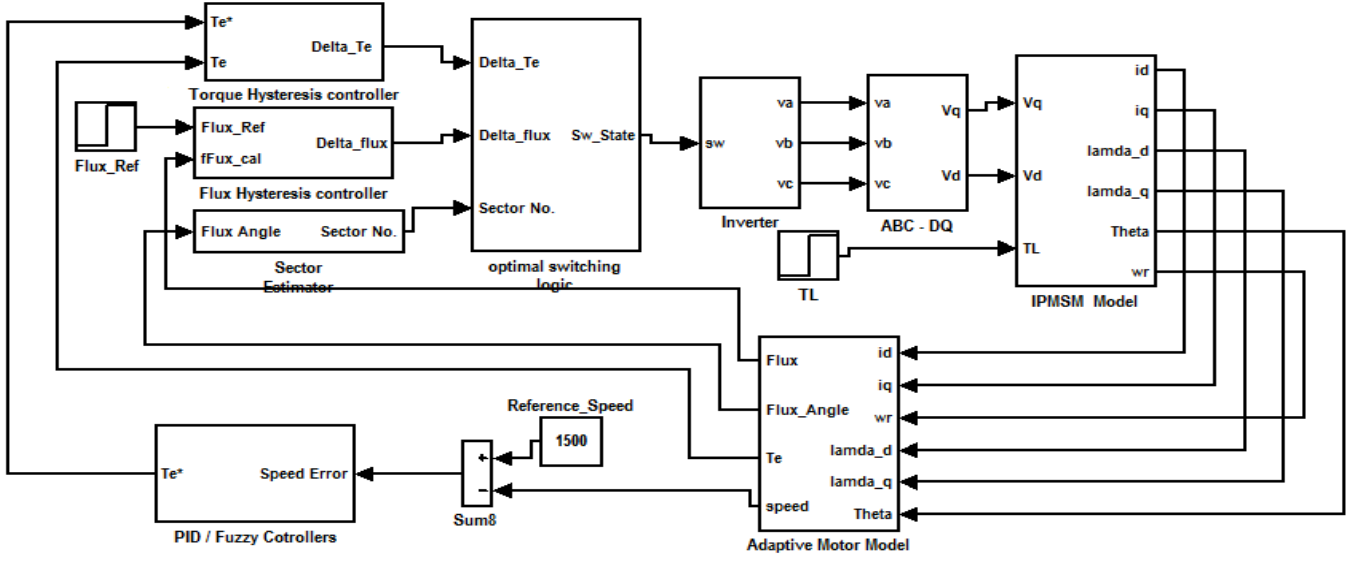 Te*
Te
Delta_Te
Torque Hysteresis controller
Flux_Ref
Flux_Ref
fFux_cal
Delta_flux
Flux Hysteresis controller
Flux Angle
Sector No.
Sector
Estimator
Delta_Te
Delta_flux
Sector No.
Sw_State
optimal switching
logic
sw
va
vb
vc
Inverter
va
vb
vc
Vq
Vd
ABC - DQ
TL
Vq
Vd
TL
id
iq
lamda_d
lamda_q
Theta
wr
IPMSM Model
Flux
Flux_Angle
Te
speed
id
iq
wr
lamda_d
lamda_q
Theta
Adaptive Motor Model
Reference_Speed
1500
+
−
Sum8
Te*
Speed Error
PID / Fuzzy Cotrollers